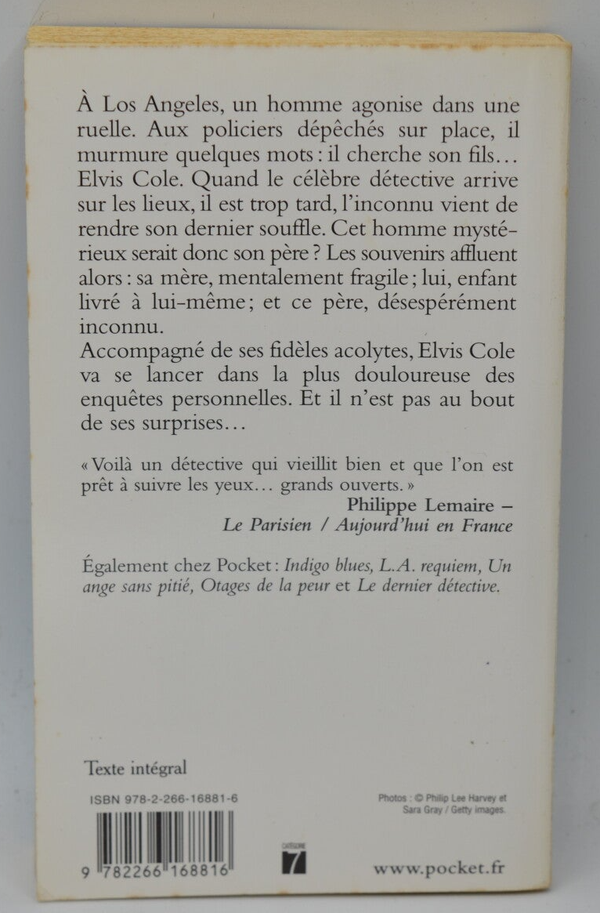 À Los Angeles, un homme agonise dans une
ruelle. Aux policiers dépêchés sur place, il
murmure quelques mots : il cherche son fils…
Elvis Cole. Quand le célèbre détective arrive
sur les lieux, il est trop tard, l'inconnu vient de
rendre son dernier souffle. Cet homme mysté-
rieux serait donc son père ? Les souvenirs affluent
alors : sa mère, mentalement fragile ; lui, enfant
livré à lui-même ; et ce père, désespérément
inconnu.
Accompagné de ses fidèles acolytes, Elvis Cole
va se lancer dans la plus douloureuse des
enquêtes personnelles. Et il n'est pas au bout
de ses surprises…
« Voilà un détective qui vieillit bien et que l'on est
prêt à suivre les yeux… grands ouverts. »
Philippe Lemaire –
Le Parisien / Aujourd'hui en France
Également chez Pocket : Indigo blues, L.A. requiem, Un
ange sans pitié, Otages de la peur et Le dernier détective.
Texte intégral
ISBN 978-2-266-16881-6
Photos : © Philip Lee Harvey et
Sara Gray / Getty images.
CATÉGORIE
7
9 782266 168816
www.pocket.fr